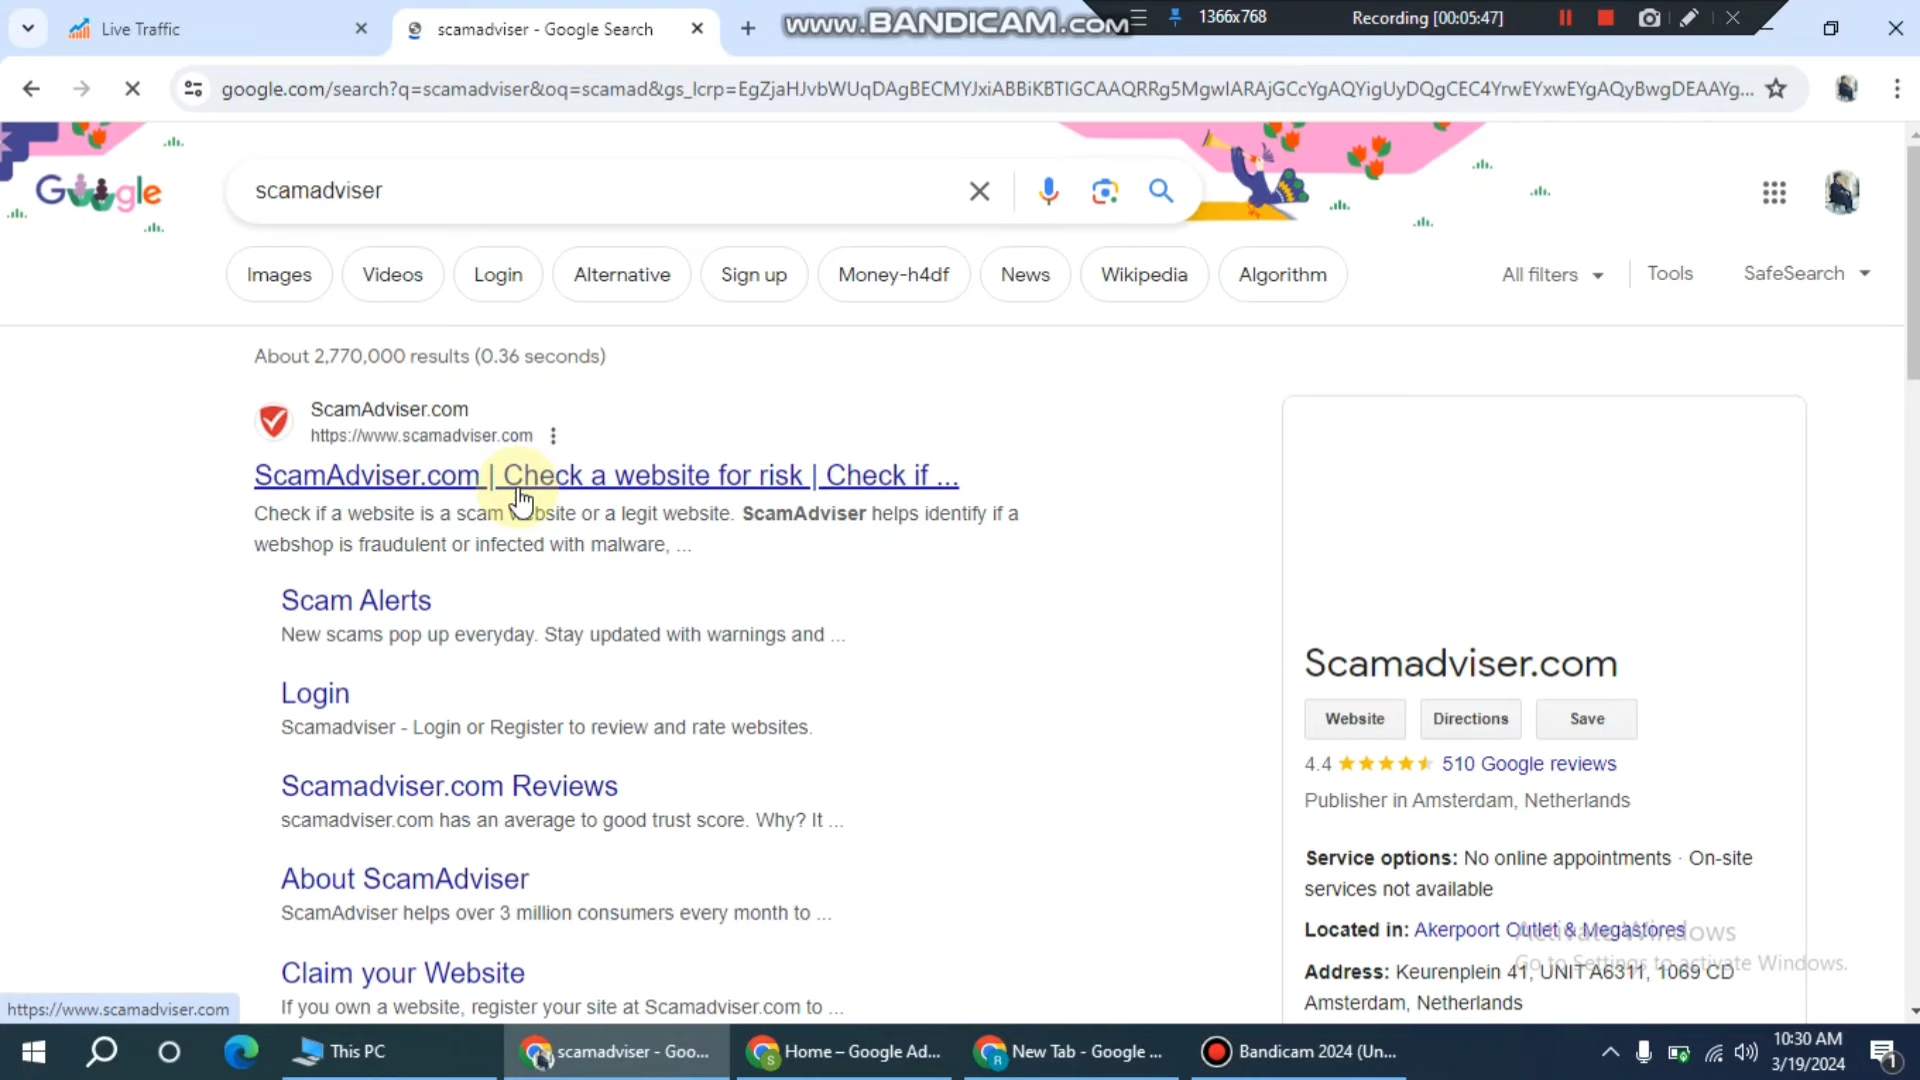 Live Traffic
scamadviser - Google Search
www.BANDICAM.com
1366x768
Recording [00:05:47]
google.com/search?q=scamadviser&oq=scamad&gs_lcrp=EgZjaHJvbWUqDAgBECMYJxiABBiKBTIGCAAQRRg5MgwIARAjGCcYgAQYigUyDQgCEC4YrwEYxwEYgAQyBwgDEAAYg...
Google
scamadviser
Images
Videos
Login
Alternative
Sign up
Money-h4df
News
Wikipedia
Algorithm
All filters
Tools
SafeSearch
About 2,770,000 results (0.36 seconds)
ScamAdviser.com
https://www.scamadviser.com
ScamAdviser.com | Check a website for risk | Check if ...
Check if a website is a scam website or a legit website. ScamAdviser helps identify if a
webshop is fraudulent or infected with malware, ...
Scam Alerts
New scams pop up everyday. Stay updated with warnings and ...
Login
Scamadviser - Login or Register to review and rate websites.
Scamadviser.com Reviews
scamadviser.com has an average to good trust score. Why? It ...
About ScamAdviser
ScamAdviser helps over 3 million consumers every month to ...
Claim your Website
If you own a website, register your site at Scamadviser.com to ...
Scamadviser.com
Website
Directions
Save
4.4 510 Google reviews
Publisher in Amsterdam, Netherlands
Service options: No online appointments · On-site
services not available
Located in: Akerpoort Outlet & Megastores
Address: Keurenplein 41, UNIT A6311, 1069 CD
Amsterdam, Netherlands
Activate Windows
Go to Settings to activate Windows.
https://www.scamadviser.com
This PC
scamadviser - Goo...
Home – Google Ad...
New Tab - Google ...
Bandicam 2024 (Un...
10:30 AM
3/19/2024
1